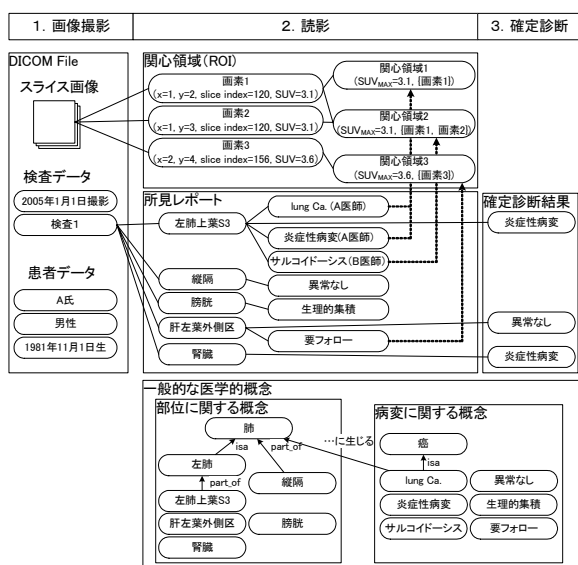 1. 画像撮影
2. 読影
3. 確定診断
DICOM File
スライス画像
検査データ
2005年1月1日撮影
検査1
患者データ
A氏
男性
1981年11月1日生
関心領域(ROI)
画素1
(x=1, y=2, slice index=120, SUV=3.1)
画素2
(x=1, y=3, slice index=120, SUV=3.1)
画素3
(x=2, y=4, slice index=156, SUV=3.6)
関心領域1
(SUVMAX=3.1, {画素1})
関心領域2
(SUVMAX=3.1, {画素1, 画素2})
関心領域3
(SUVMAX=3.6, {画素3})
所見レポート
左肺上葉S3
lung Ca. (A医師)
炎症性病変(A医師)
サルコイドーシス(B医師)
縦隔
異常なし
膀胱
生理的集積
肝左葉外側区
要フォロー
腎臓
確定診断結果
炎症性病変
異常なし
炎症性病変
一般的な医学的概念
部位に関する概念
肺
isa
part_of
左肺
縦隔
part_of
左肺上葉S3
肝左葉外側区
膀胱
腎臓
…に生じる
病変に関する概念
癌
isa
lung Ca.
異常なし
炎症性病変
生理的集積
サルコイドーシス
要フォロー